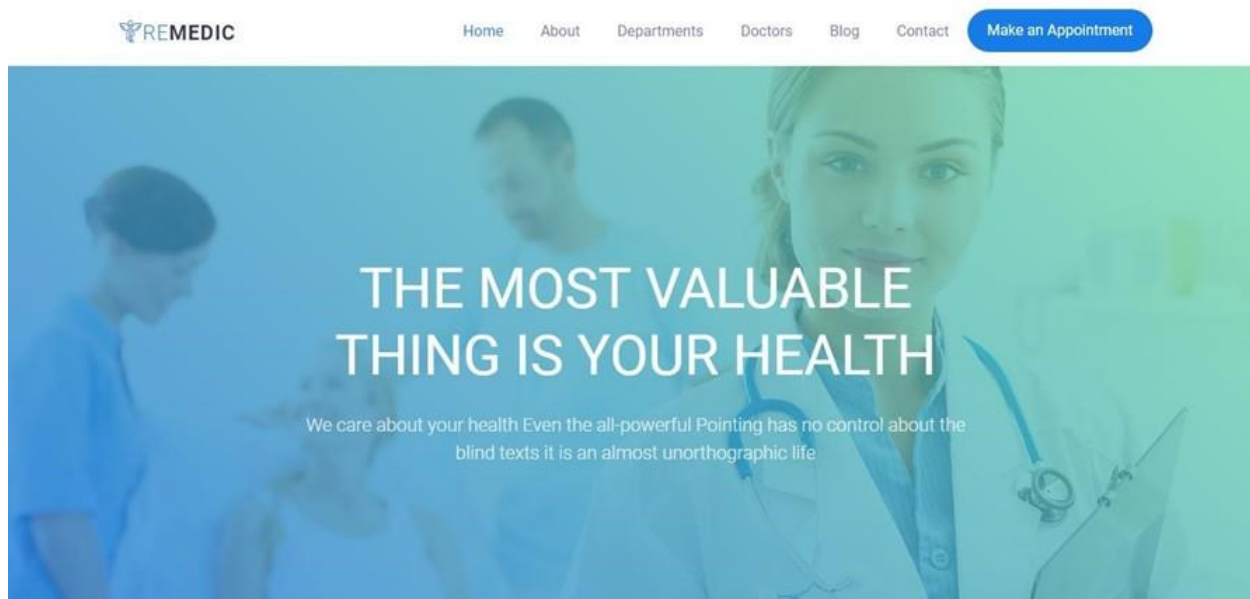 REMEDIC
Home About Departments Doctors Blog Contact Make an Appointment
THE MOST VALUABLE
THING IS YOUR HEALTH
We care about your health Even the all-powerful Pointing has no control about the
blind texts it is an almost unorthographic life